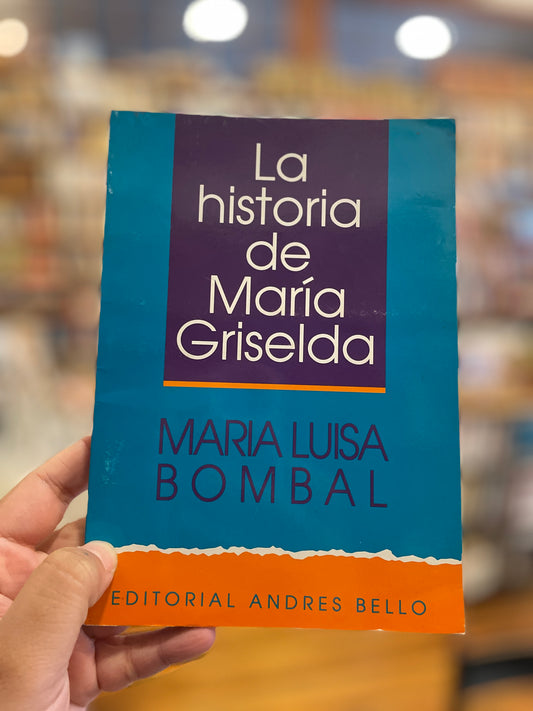 La
historia
de
María
Griselda
MARIA LUISA
BOMBAL
EDITORIAL ANDRES BELLO